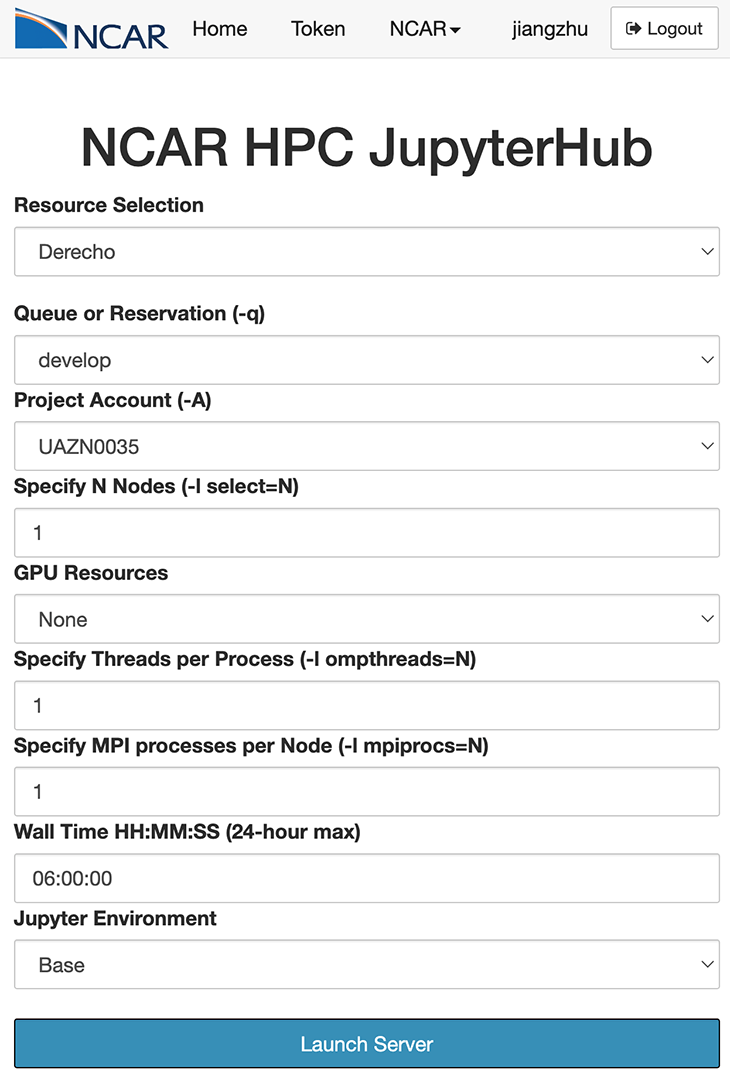 NCAR Home Token NCAR jiangzhu Logout
NCAR HPC JupyterHub
Resource Selection
Derecho
Queue or Reservation (-q)
develop
Project Account (-A)
UAZN0035
Specify N Nodes (-l select=N)
1
GPU Resources
None
Specify Threads per Process (-l ompthreads=N)
1
Specify MPI processes per Node (-l mpiprocs=N)
1
Wall Time HH:MM:SS (24-hour max)
06:00:00
Jupyter Environment
Base
Launch Server